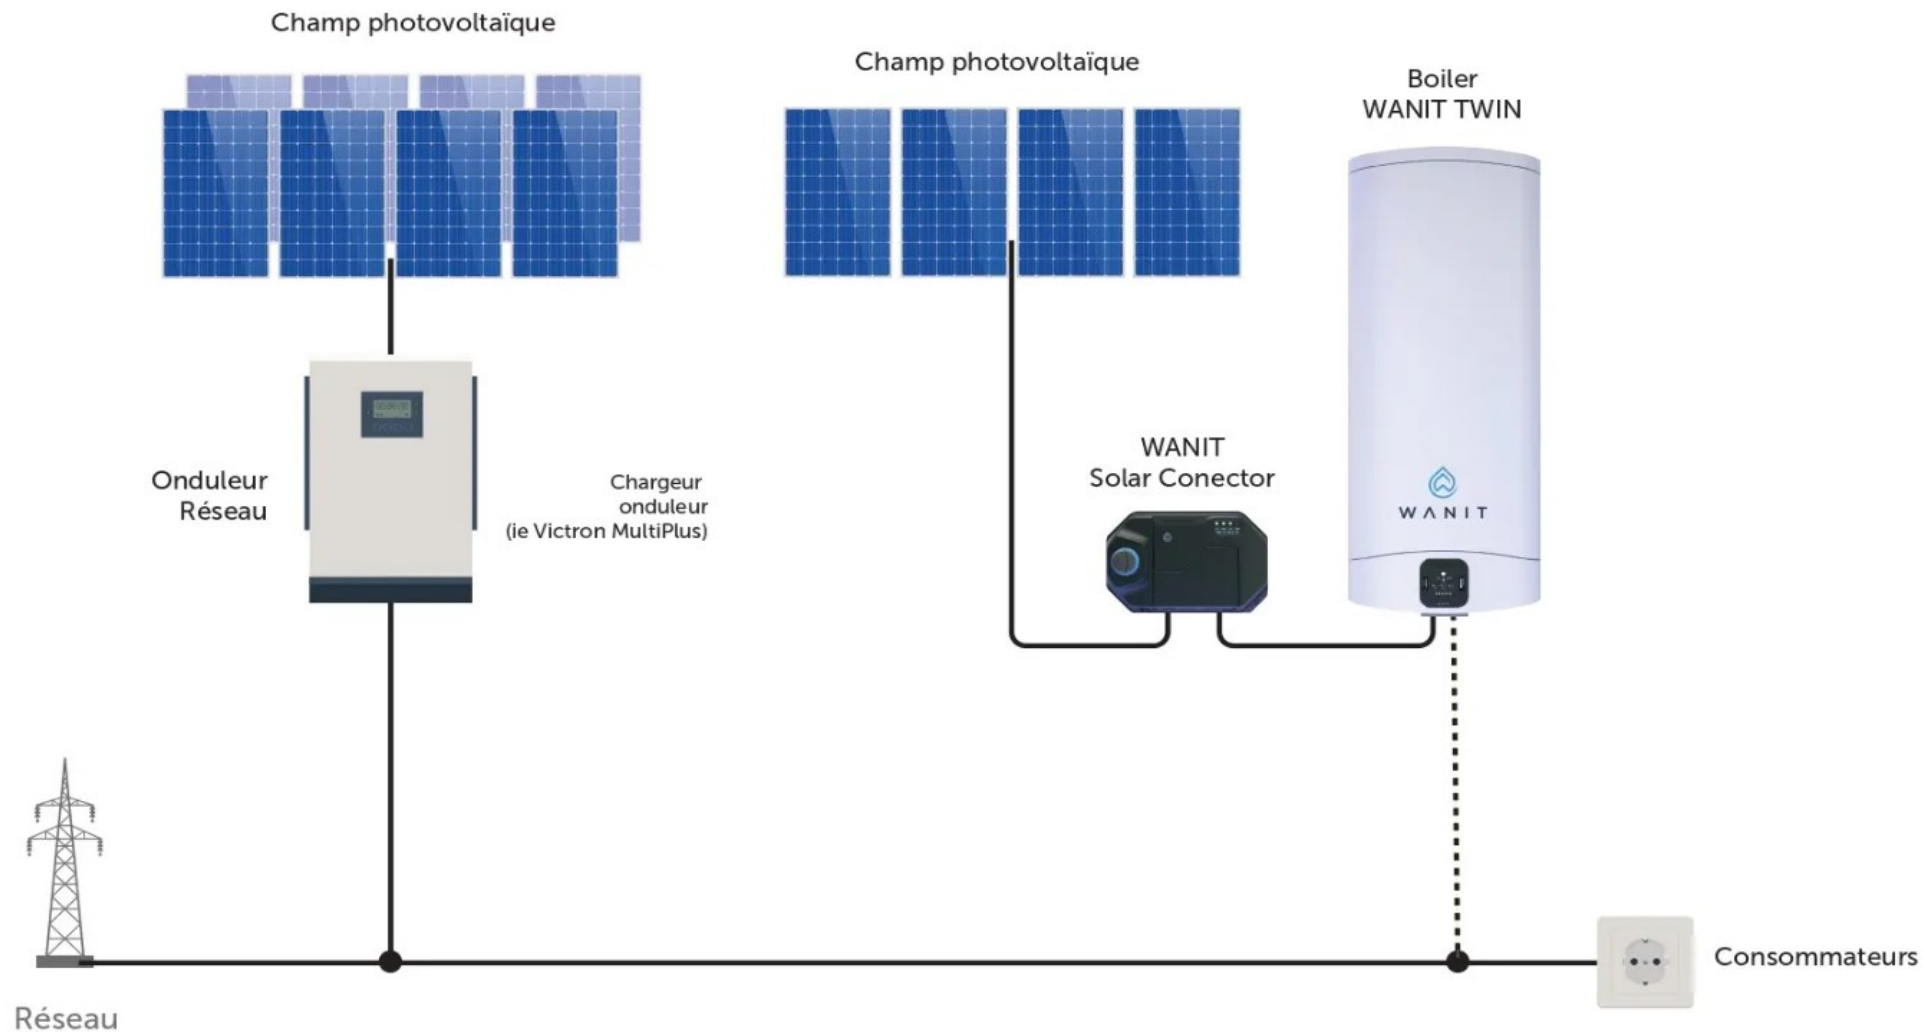 Champ photovoltaïque
Champ photovoltaïque
Boiler
WANIT TWIN
Onduleur
Réseau
Chargeur
onduleur
(ie Victron MultiPlus)
WANIT
Solar Conector
WANIT
Réseau
Consommateurs